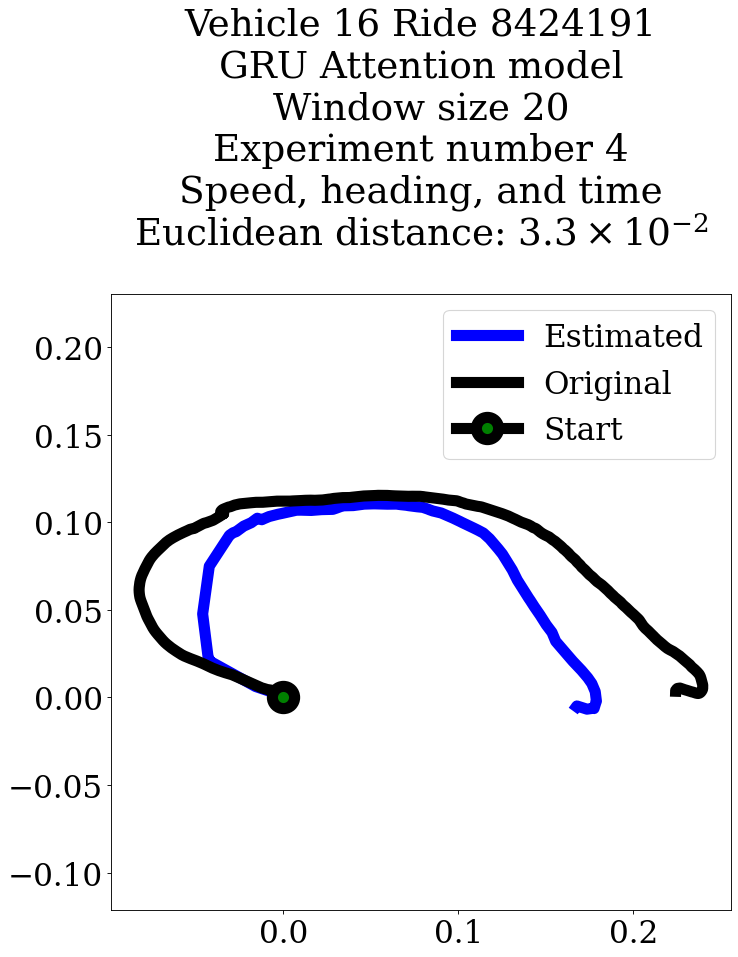 Vehicle 16 Ride 8424191
GRU Attention model
Window size 20
Experiment number 4
Speed, heading, and time
Euclidean distance: 3.3 × 10⁻²
Estimated
Original
Start
0.20
0.15
0.10
0.05
0.00
−0.05
−0.10
0.0 0.1 0.2